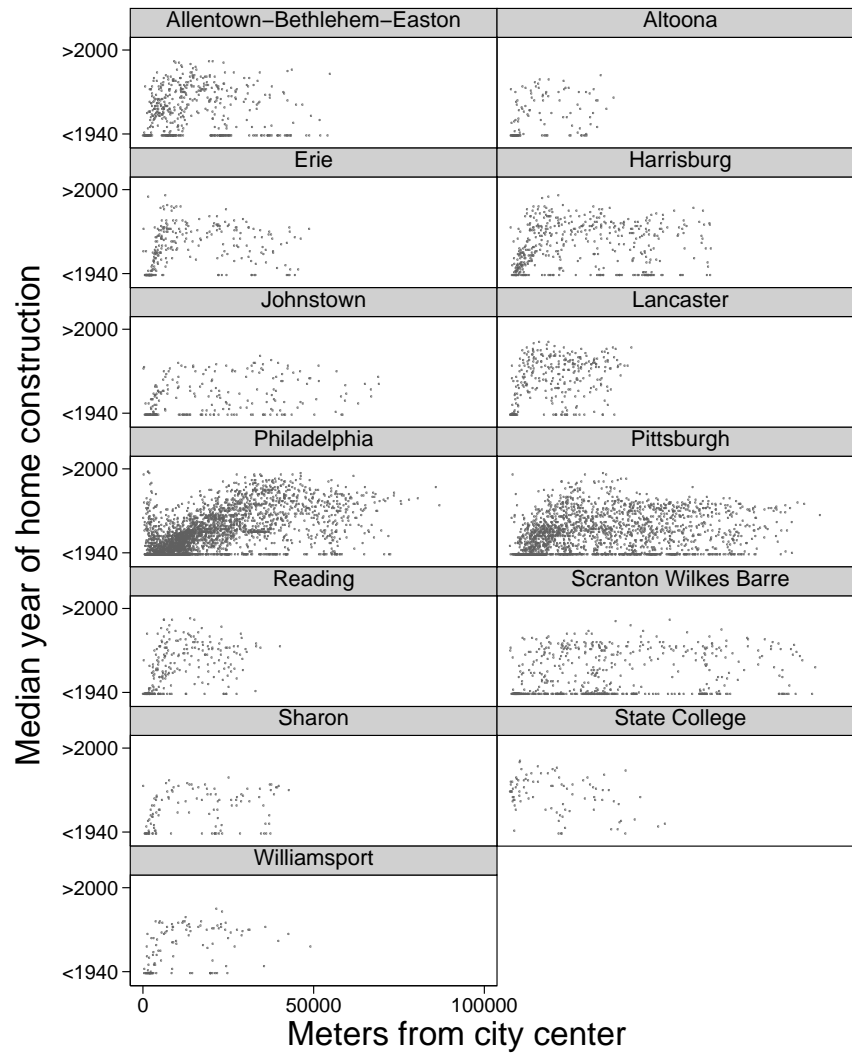 Allentown−Bethlehem−Easton
Altoona
>2000
<1940
Erie
Harrisburg
>2000
<1940
Johnstown
Lancaster
>2000
<1940
Philadelphia
Pittsburgh
>2000
<1940
Reading
Scranton Wilkes Barre
>2000
<1940
Sharon
State College
>2000
<1940
Williamsport
>2000
<1940
0
50000
100000
Meters from city center
Median year of home construction